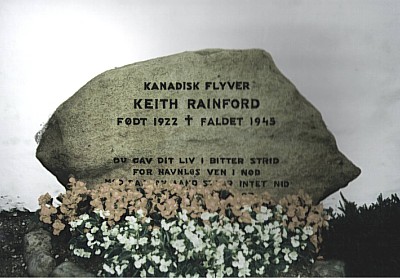 KANADISK FLYVER
KEITH RAINFORD
FØDT 1922 ✝ FALDET 1945
DU GAV DIT LIV I BITTER STRID
FOR NAVNLØS VEN I NØD
INTET NID